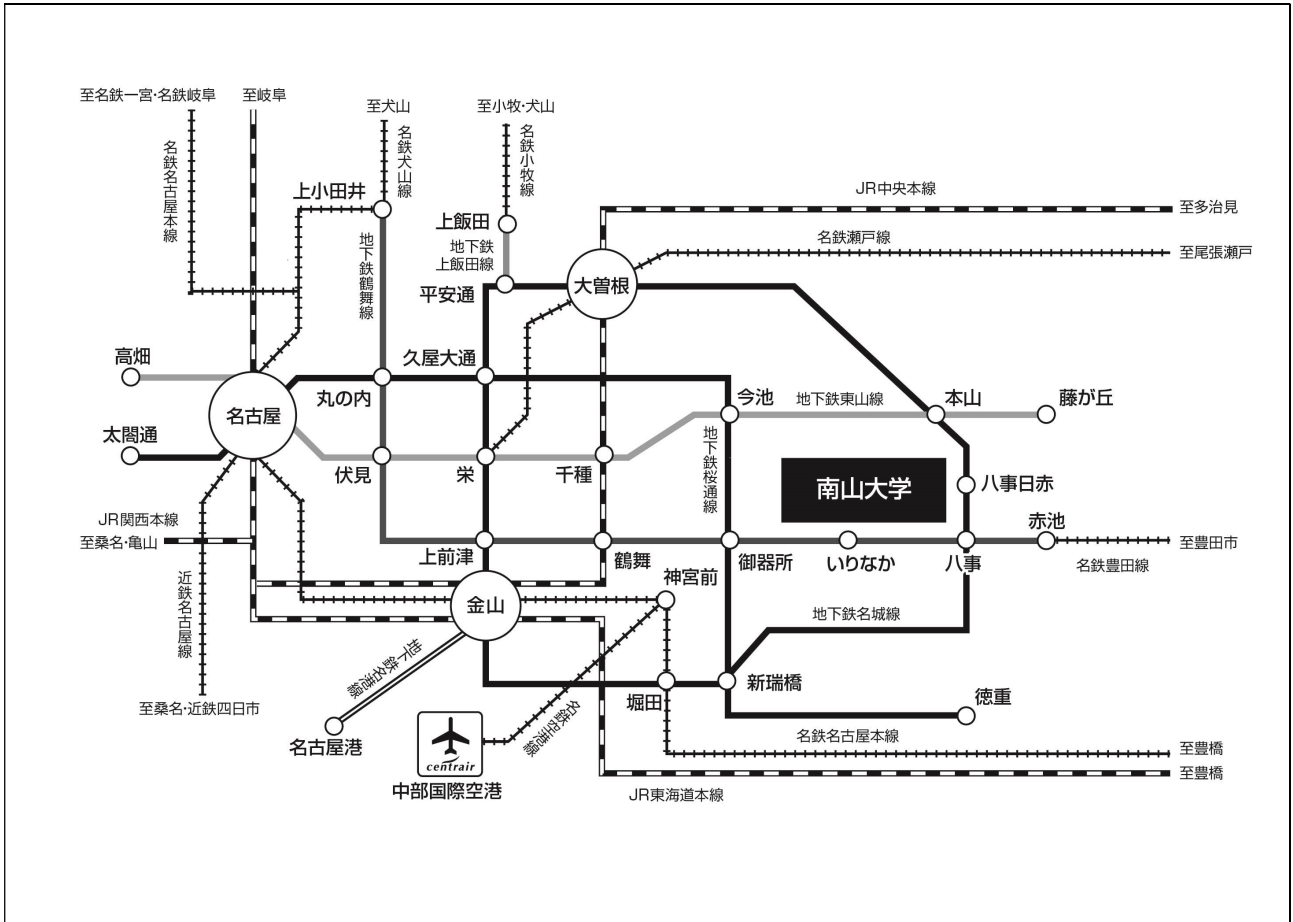 至名鉄一宮・名鉄岐阜
至岐阜
至犬山
至小牧・犬山
名鉄名古屋本線
名鉄犬山線
名鉄小牧線
JR中央本線
至多治見
上小田井
上飯田
名鉄瀬戸線
至尾張瀬戸
地下鉄鶴舞線
地下鉄
上飯田線
平安通
大曽根
高畑
久屋大通
名古屋
丸の内
今池
地下鉄東山線
本山
藤が丘
太閤通
伏見
栄
千種
地下鉄桜通線
南山大学
八事日赤
JR関西本線
至桑名・亀山
上前津
鶴舞
御器所
いりなか
八事
赤池
至豊田市
名鉄豊田線
近鉄名古屋線
神宮前
金山
地下鉄名城線
地下鉄名港線
至桑名・近鉄四日市
堀田
新瑞橋
徳重
名古屋港
名鉄空港線
centrair
中部国際空港
名鉄名古屋本線
至豊橋
至豊橋
JR東海道本線